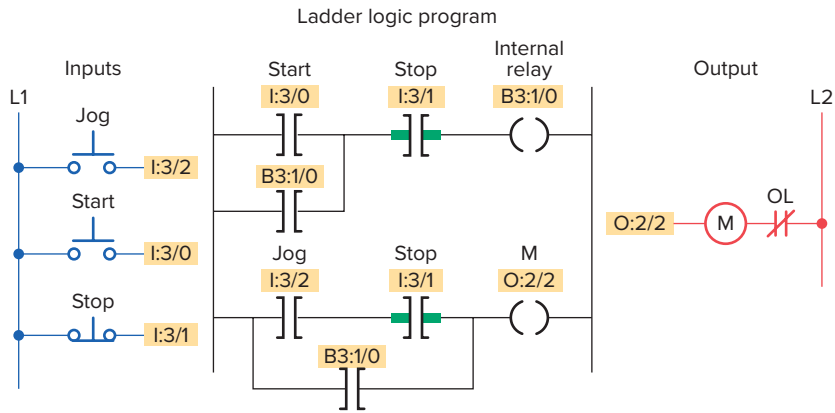 Ladder logic program
Inputs
L1
Jog
I:3/2
Start
I:3/0
Stop
I:3/1
Start
I:3/0
Stop
I:3/1
Internal
relay
B3:1/0
B3:1/0
Jog
I:3/2
Stop
I:3/1
M
O:2/2
B3:1/0
Output
L2
O:2/2
M
OL